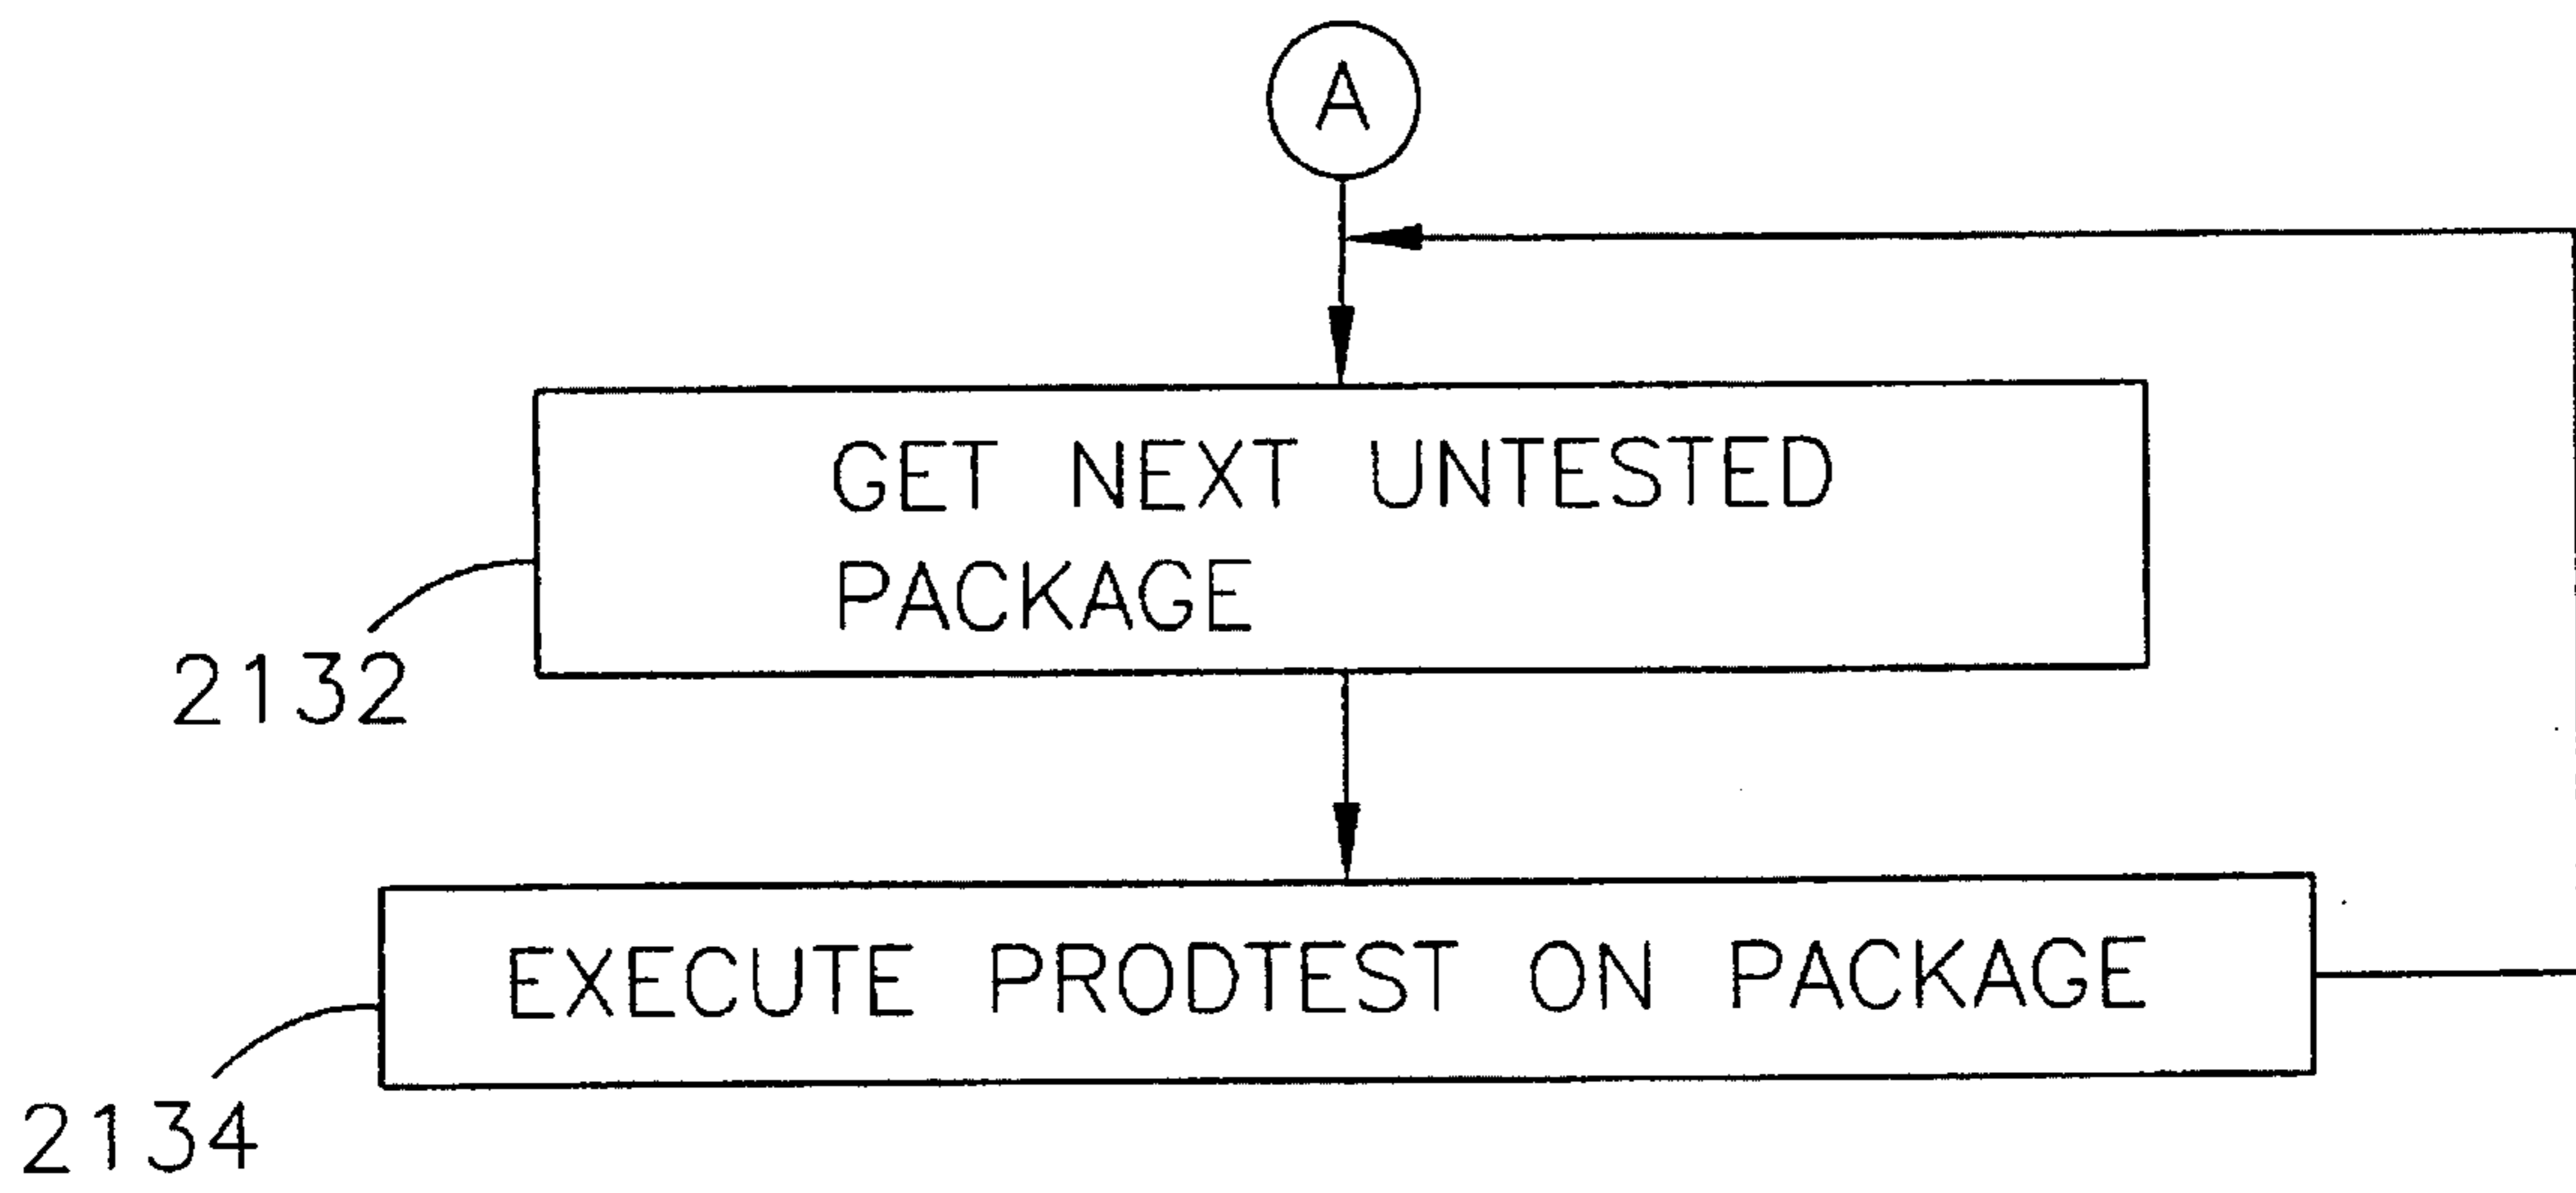 A
GET NEXT UNTESTED
PACKAGE
2132
EXECUTE PRODTEST ON PACKAGE
2134